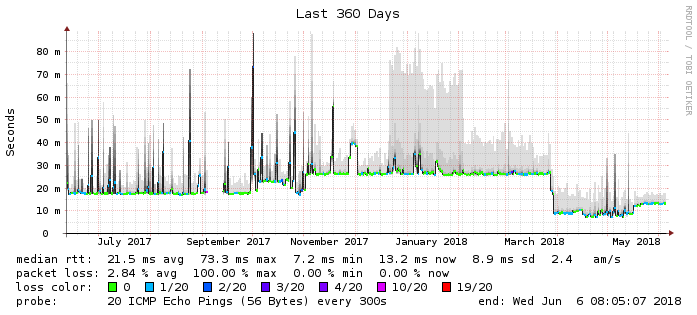 Last 360 Days
RRDTOOL / TOBI OETIKER
Seconds
80 m
70 m
60 m
50 m
40 m
30 m
20 m
10 m
0
July 2017 September 2017 November 2017 January 2018 March 2018 May 2018
median rtt: 21.5 ms avg 73.3 ms max 7.2 ms min 13.2 ms now 8.9 ms sd 2.4 am/s
packet loss: 2.84 % avg 100.00 % max 0.00 % min 0.00 % now
loss color: 0 1/20 2/20 3/20 4/20 10/20 19/20
probe: 20 ICMP Echo Pings (56 Bytes) every 300s end: Wed Jun 6 08:05:07 2018